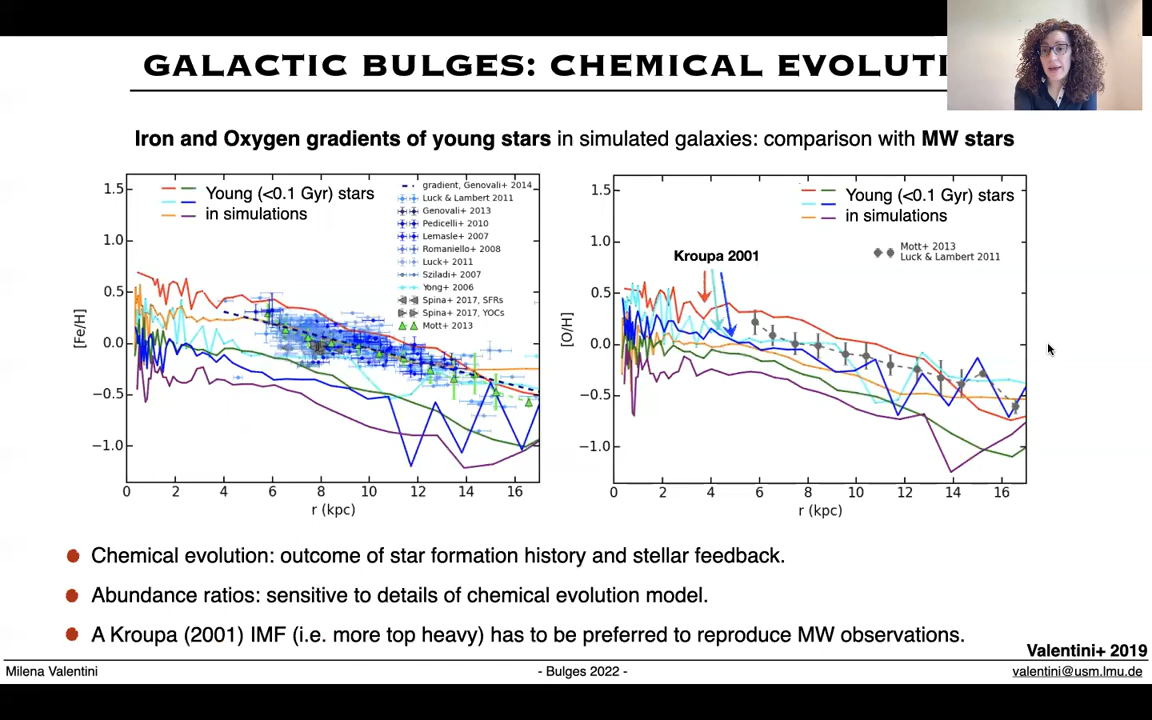 GALACTIC BULGES: CHEMICAL EVOLUTI
Iron and Oxygen gradients of young stars in simulated galaxies: comparison with MW stars
1.5
1.0
0.5
0.0
−0.5
−1.0
[Fe/H]
Young (<0.1 Gyr) stars
in simulations
gradient, Genovali+ 2014
Luck & Lambert 2011
Genovali+ 2013
Pedicelli+ 2010
Lemasle+ 2007
Romaniello+ 2008
Luck+ 2011
Sziladi+ 2007
Yong+ 2006
Spina+ 2017, SFRs
Spina+ 2017, YOCs
Mott+ 2013
0 2 4 6 8 10 12 14 16
r (kpc)
1.5
1.0
0.5
0.0
−0.5
−1.0
[O/H]
Young (<0.1 Gyr) stars
in simulations
Mott+ 2013
Luck & Lambert 2011
Kroupa 2001
0 2 4 6 8 10 12 14 16
r (kpc)
Chemical evolution: outcome of star formation history and stellar feedback.
Abundance ratios: sensitive to details of chemical evolution model.
A Kroupa (2001) IMF (i.e. more top heavy) has to be preferred to reproduce MW observations.
Valentini+ 2019
Milena Valentini
- Bulges 2022 -
valentini@usm.lmu.de